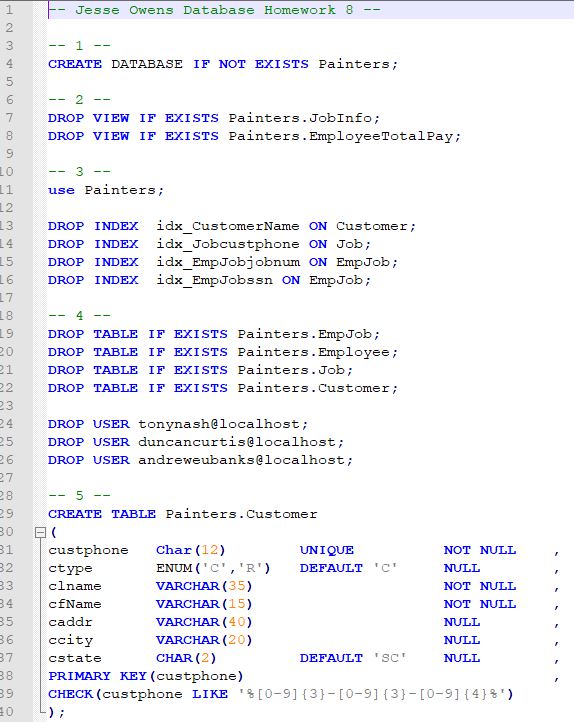 1 -- Jesse Owens Database Homework 8 --
2
3 -- 1 --
4 CREATE DATABASE IF NOT EXISTS Painters;
5
6 -- 2 --
7 DROP VIEW IF EXISTS Painters.JobInfo;
8 DROP VIEW IF EXISTS Painters.EmployeeTotalPay;
9
10 -- 3 --
11 use Painters;
12
13 DROP INDEX idx_CustomerName ON Customer;
14 DROP INDEX idx_Jobcustphone ON Job;
15 DROP INDEX idx_EmpJobjobnum ON EmpJob;
16 DROP INDEX idx_EmpJobssn ON EmpJob;
17
18 -- 4 --
19 DROP TABLE IF EXISTS Painters.EmpJob;
20 DROP TABLE IF EXISTS Painters.Employee;
21 DROP TABLE IF EXISTS Painters.Job;
22 DROP TABLE IF EXISTS Painters.Customer;
23
24 DROP USER tonynash@localhost;
25 DROP USER duncancurtis@localhost;
26 DROP USER andreweubanks@localhost;
27
28 -- 5 --
29 CREATE TABLE Painters.Customer
30 (
31 custphone Char(12) UNIQUE NOT NULL ,
32 ctype ENUM('C','R') DEFAULT 'C' NULL ,
33 clname VARCHAR(35) NOT NULL ,
34 cfName VARCHAR(15) NOT NULL ,
35 caddr VARCHAR(40) NULL ,
36 ccity VARCHAR(20) NULL ,
37 cstate CHAR(2) DEFAULT 'SC' NULL ,
38 PRIMARY KEY(custphone) ,
39 CHECK(custphone LIKE '%[0-9]{3}-[0-9]{3}-[0-9]{4}%')
40 );